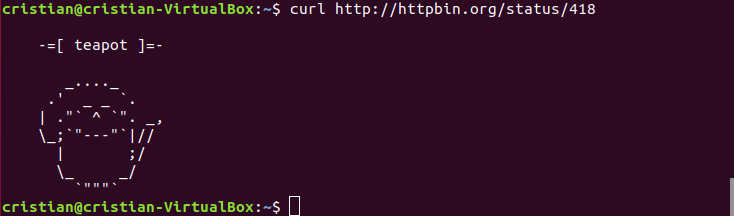 cristian@cristian-VirtualBox:~$ curl http://httpbin.org/status/418

    -=[ teapot ]=-

       _...._
     .'  _ _ `.
    | ."` ^ `". _,
    \_;`"---"`|//
      |       ;/
      \_     _/
        `"""`
cristian@cristian-VirtualBox:~$